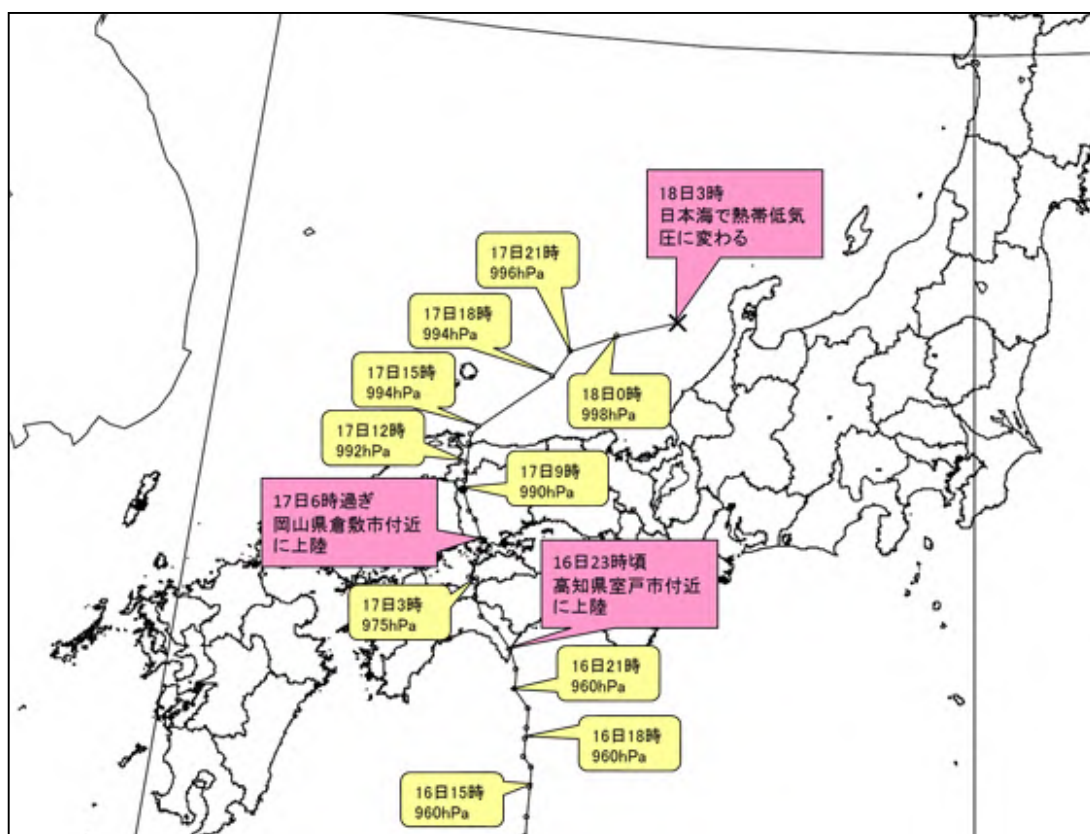 18日3時
日本海で熱帯低気
圧に変わる
17日21時
996hPa
17日18時
994hPa
17日15時
994hPa
18日0時
998hPa
17日12時
992hPa
17日9時
990hPa
17日6時過ぎ
岡山県倉敷市付近
に上陸
16日23時頃
高知県室戸市付近
に上陸
17日3時
975hPa
16日21時
960hPa
16日18時
960hPa
16日15時
960hPa